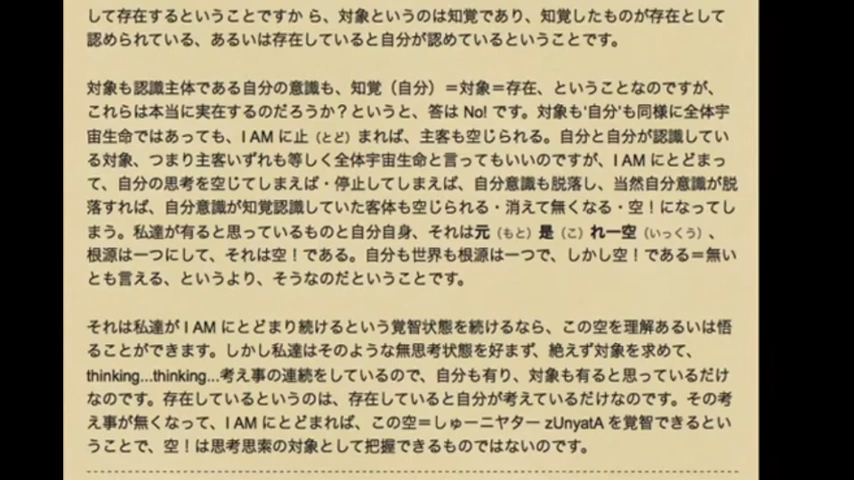 して存在するということですか ら、対象というのは知覚であり、知覚したものが存在として
認められている、あるいは存在していると自分が認めているということです。
対象も認識主体である自分の意識も、知覚（自分）＝対象＝存在、ということなのですが、
これらは本当に実在するのだろうか？というと、答は No! です。対象も‘自分’も同様に全体宇
宙生命ではあっても、I AM に止（とど）まれば、主客も空じられる。自分と自分が認識してい
る対象、つまり主客いずれも等しく全体宇宙生命と言ってもいいのですが、I AM にとどまっ
て、自分の思考を空じてしまえば・停止してしまえば、自分意識も脱落し、当然自分意識が脱
落すれば、自分意識が知覚認識していた客体も空じられる・消えて無くなる・空！になってし
まう。私達が有ると思っているものと自分自身、それは元（もと）是（こ）れ一空（いっくう）、
根源は一つにして、それは空！である。自分も世界も根源は一つで、しかし空！である＝無い
とも言える、というより、そうなのだということです。
それは私達が I AM にとどまり続けるという覚智状態を続けるなら、この空を理解あるいは悟
ることができます。しかし私達はそのような無思考状態を好まず、絶えず対象を求めて、
thinking...thinking...考え事の連続をしているので、自分も有り、対象も有ると思っているだけ
なのです。存在しているというのは、存在していると自分が考えているだけなのです。その考
え事が無くなって、I AM にとどまれば、この空＝しゅーニヤター zUnyatA を覚智できるとい
うことで、空！は思考思索の対象として把握できるものではないのです。